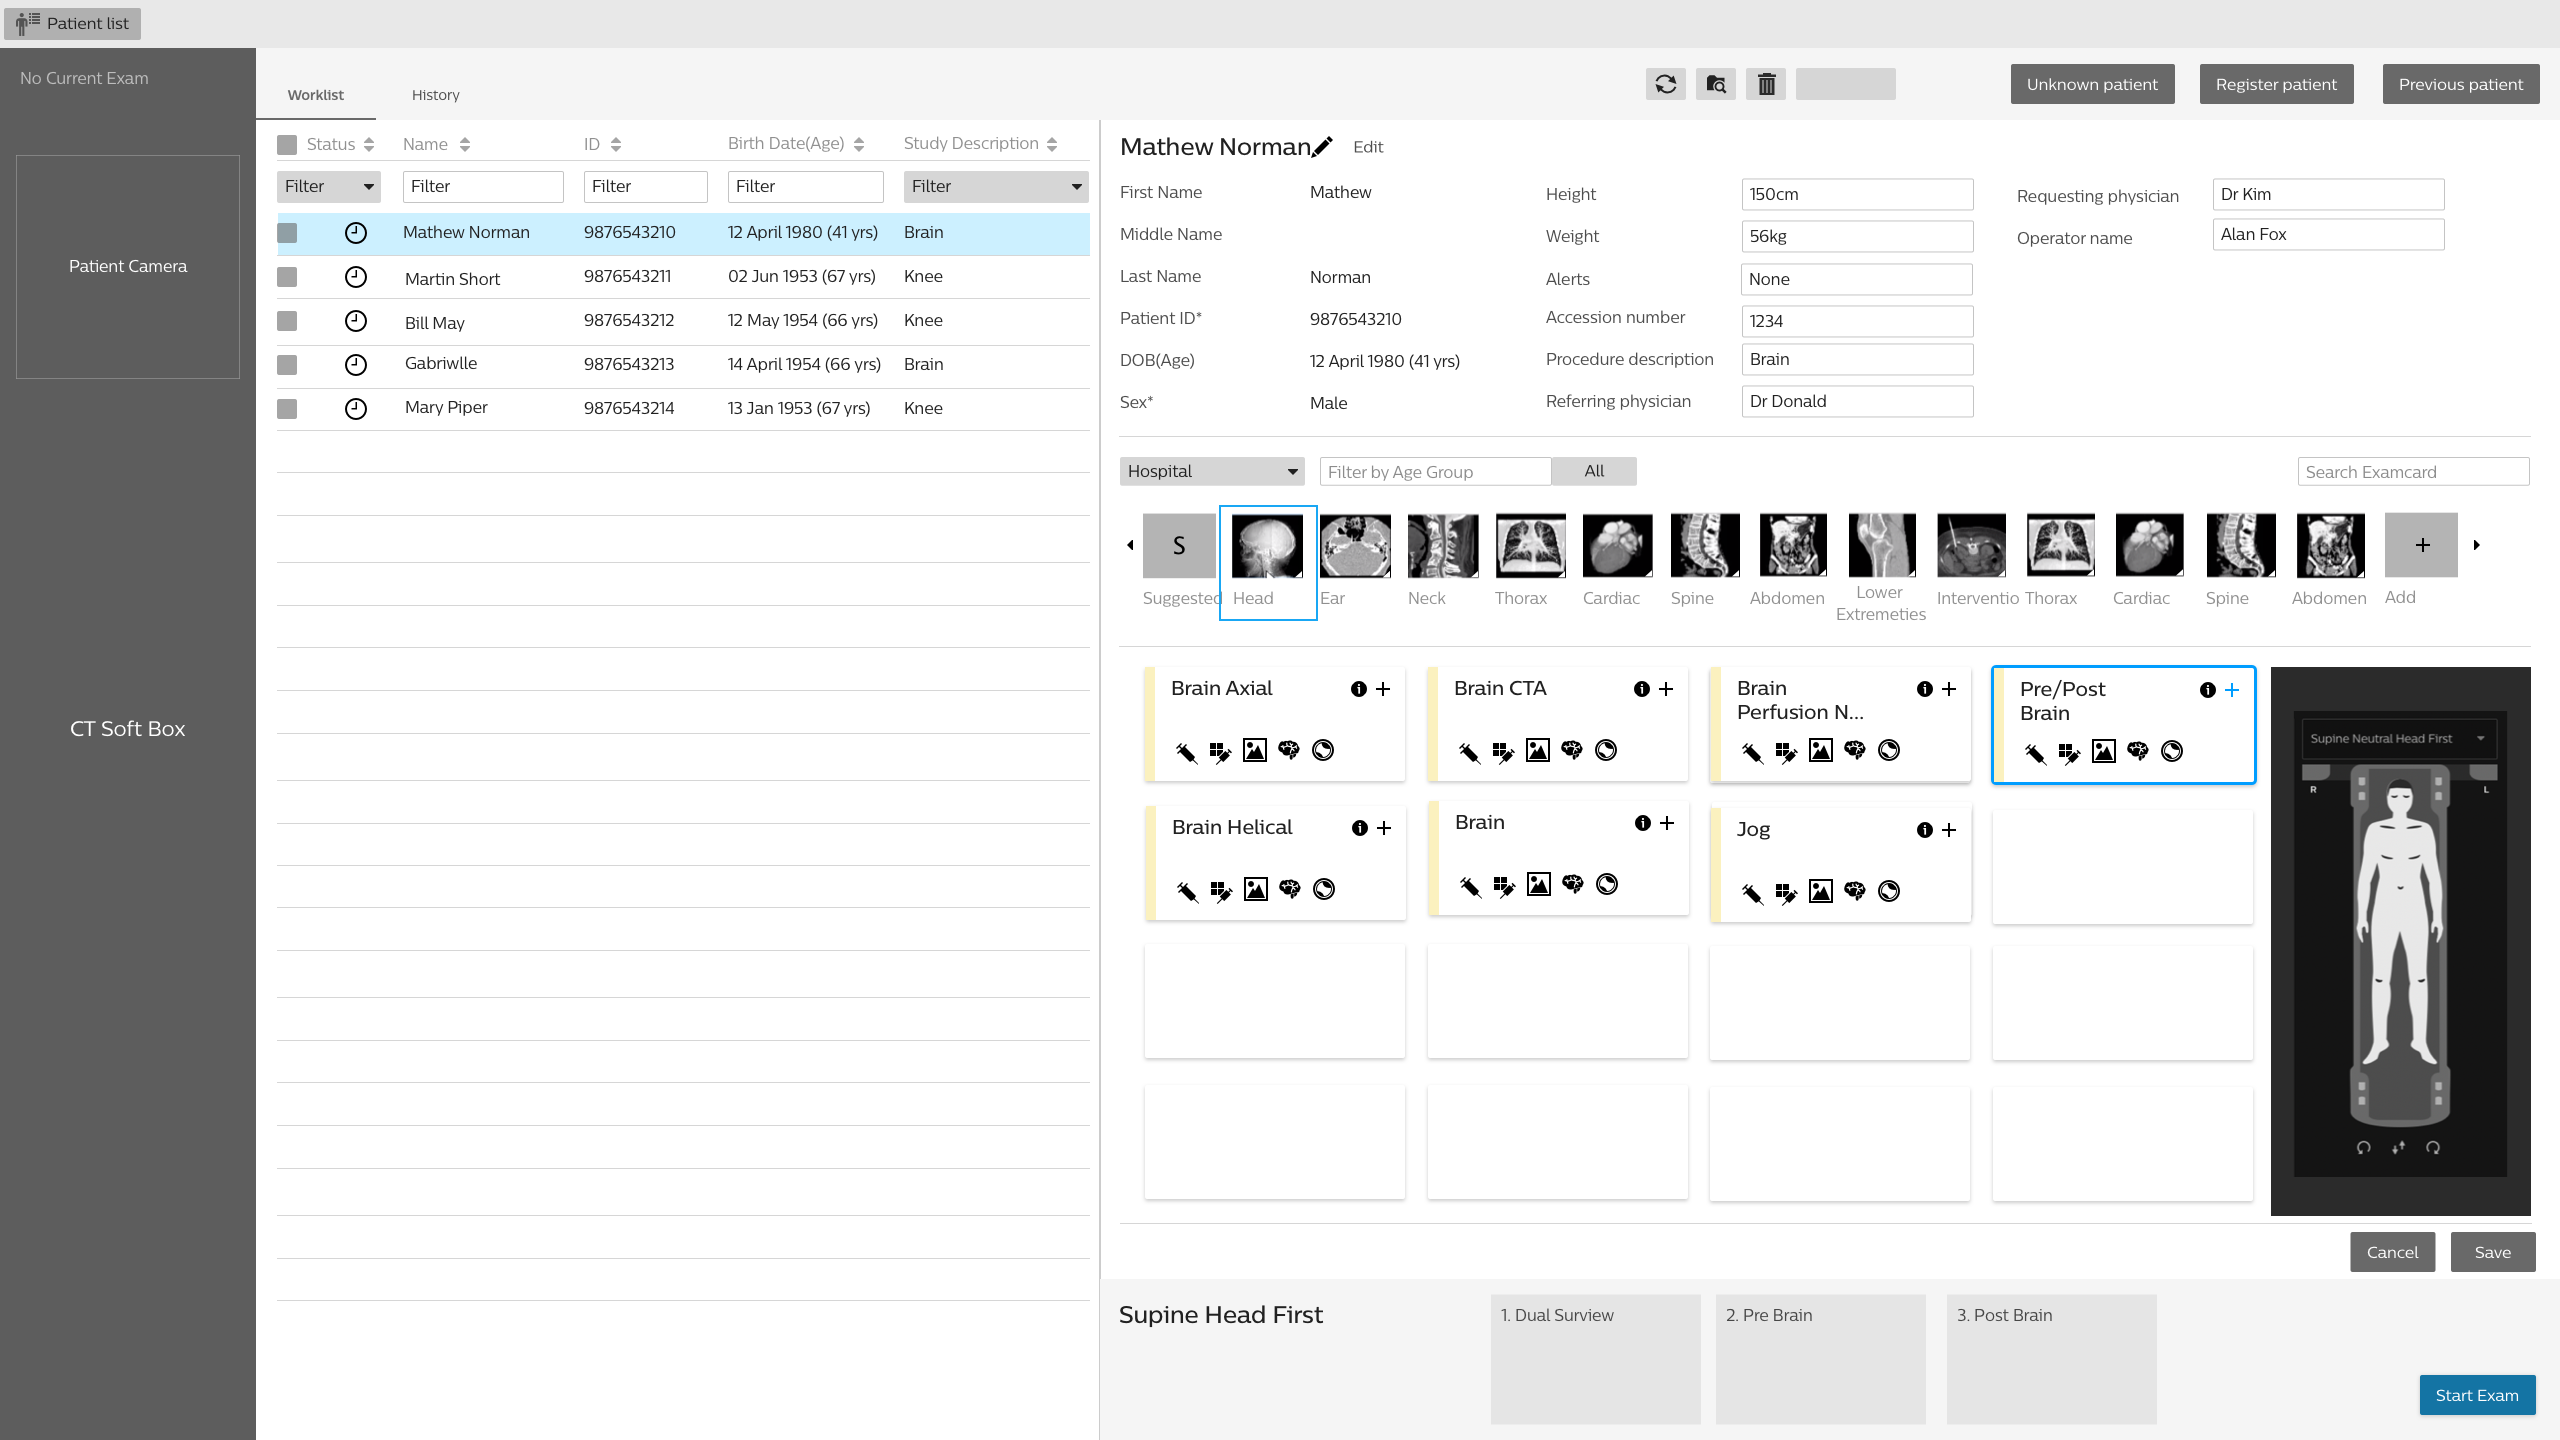 Patient list
No Current Exam
Patient Camera
CT Soft Box
Worklist
History
Unknown patient
Register patient
Previous patient
Status
Name
ID
Birth Date(Age)
Study Description
Filter
Filter
Filter
Filter
Filter
Mathew Norman 9876543210 12 April 1980 (41 yrs) Brain
Martin Short 9876543211 02 Jun 1953 (67 yrs) Knee
Bill May 9876543212 12 May 1954 (66 yrs) Knee
Gabriwlle 9876543213 14 April 1954 (66 yrs) Brain
Mary Piper 9876543214 13 Jan 1953 (67 yrs) Knee
Mathew Norman
Edit
First Name Mathew
Middle Name
Last Name Norman
Patient ID* 9876543210
DOB(Age) 12 April 1980 (41 yrs)
Sex* Male
Height 150cm
Weight 56kg
Alerts None
Accession number 1234
Procedure description Brain
Referring physician Dr Donald
Requesting physician Dr Kim
Operator name Alan Fox
Hospital
Filter by Age Group
All
Search Examcard
S
+
Suggested
Head
Ear
Neck
Thorax
Cardiac
Spine
Abdomen
Lower
Extremeties
Interventio
Thorax
Cardiac
Spine
Abdomen
Add
Brain Axial
Brain CTA
Brain
Perfusion N...
Pre/Post
Brain
Brain Helical
Brain
Jog
Supine Neutral Head First
R
L
Cancel
Save
Supine Head First
1. Dual Surview
2. Pre Brain
3. Post Brain
Start Exam